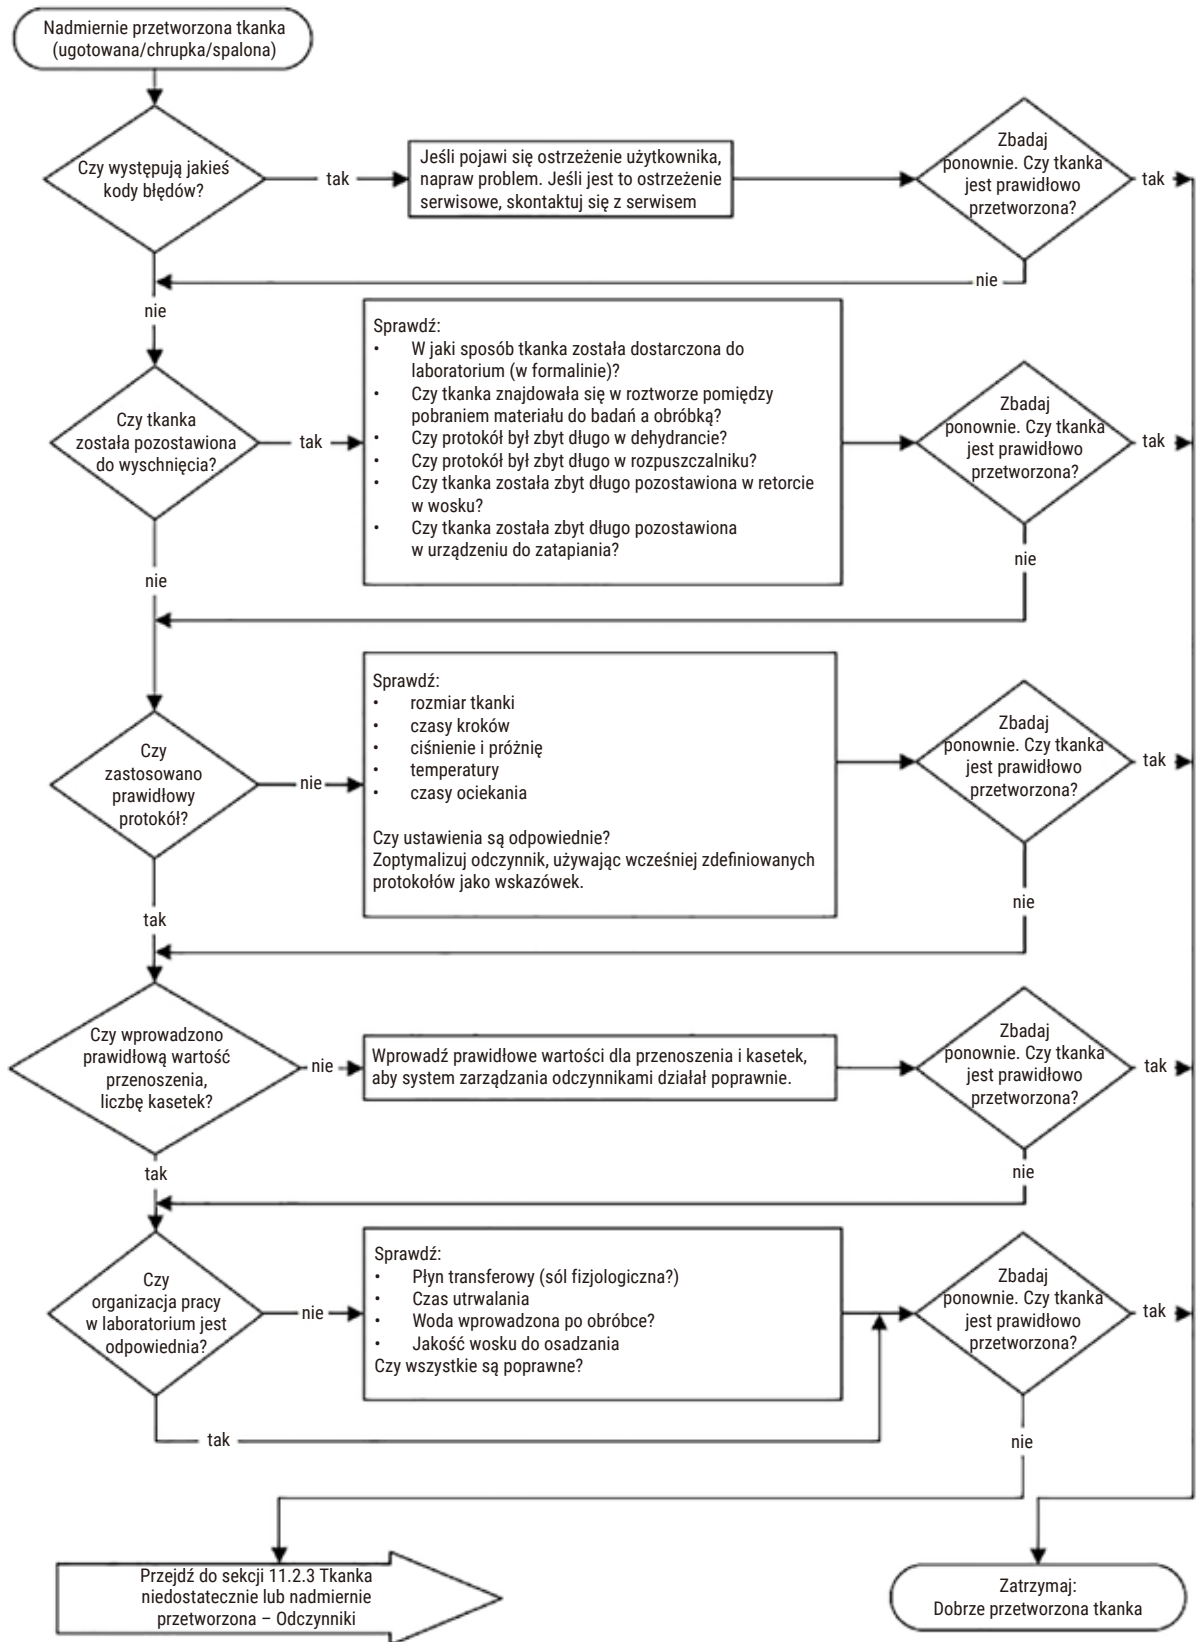 Nadmiernie przetworzona tkanka
(ugotowana/chrupka/spalona)
Czy występują jakieś
kody błędów?
tak
Jeśli pojawi się ostrzeżenie użytkownika,
napraw problem. Jeśli jest to ostrzeżenie
serwisowe, skontaktuj się z serwisem
Zbadaj
ponownie. Czy tkanka
jest prawidłowo
przetworzona?
tak
nie
nie
Czy tkanka
została pozostawiona
do wyschnięcia?
tak
Sprawdź:
• W jaki sposób tkanka została dostarczona do
laboratorium (w formalinie)?
• Czy tkanka znajdowała się w roztworze pomiędzy
pobraniem materiału do badań a obróbką?
• Czy protokół był zbyt długo w dehydrancie?
• Czy protokół był zbyt długo w rozpuszczalniku?
• Czy tkanka została zbyt długo pozostawiona w retorcie
w wosku?
• Czy tkanka została zbyt długo pozostawiona
w urządzeniu do zatapiania?
Zbadaj
ponownie. Czy tkanka
jest prawidłowo
przetworzona?
tak
nie
nie
Czy
zastosowano
prawidłowy
protokół?
nie
Sprawdź:
• rozmiar tkanki
• czasy kroków
• ciśnienie i próżnię
• temperatury
• czasy ociekania
Czy ustawienia są odpowiednie?
Zoptymalizuj odczynnik, używając wcześniej zdefiniowanych
protokołów jako wskazówek.
Zbadaj
ponownie. Czy tkanka
jest prawidłowo
przetworzona?
tak
nie
tak
Czy wprowadzono
prawidłową wartość
przenoszenia,
liczbę kasetek?
nie
Wprowadź prawidłowe wartości dla przenoszenia i kasetek,
aby system zarządzania odczynnikami działał poprawnie.
Zbadaj
ponownie. Czy tkanka
jest prawidłowo
przetworzona?
tak
nie
tak
Czy
organizacja pracy
w laboratorium jest
odpowiednia?
nie
Sprawdź:
• Płyn transferowy (sól fizjologiczna?)
• Czas utrwalania
• Woda wprowadzona po obróbce?
• Jakość wosku do osadzania
Czy wszystkie są poprawne?
Zbadaj
ponownie. Czy tkanka
jest prawidłowo
przetworzona?
tak
tak
nie
Przejdź do sekcji 11.2.3 Tkanka
niedostatecznie lub nadmiernie
przetworzona – Odczynniki
Zatrzymaj:
Dobrze przetworzona tkanka